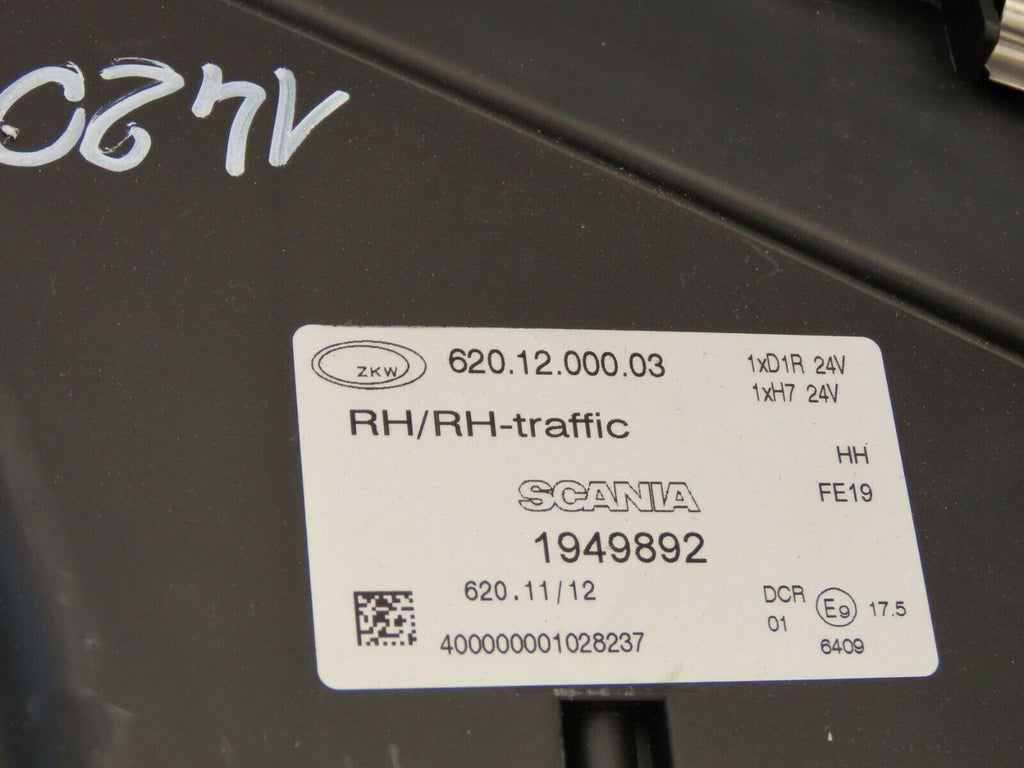 ZKW
620.12.000.03
1xD1R 24V
1xH7 24V
RH/RH-traffic
HH
FE19
SCANIA
1949892
620.11/12
400000001028237
DCR
01
E9
17.5
6409